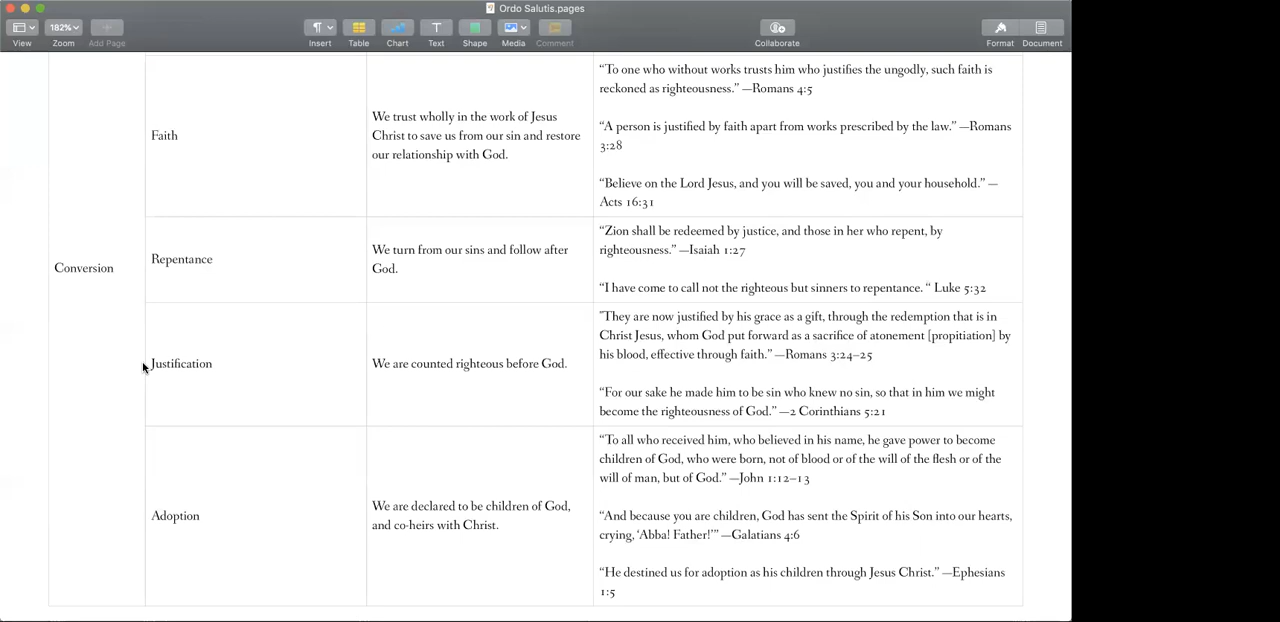 Ordo Salutis.pages
182%
View
Zoom
Add Page
Insert
Table
Chart
Text
Shape
Media
Comment
Collaborate
Format
Document
Conversion
Faith
We trust wholly in the work of Jesus
Christ to save us from our sin and restore
our relationship with God.
“To one who without works trusts him who justifies the ungodly, such faith is
reckoned as righteousness.” —Romans 4:5
“A person is justified by faith apart from works prescribed by the law.” —Romans
3:28
“Believe on the Lord Jesus, and you will be saved, you and your household.” —
Acts 16:31
Repentance
We turn from our sins and follow after
God.
“Zion shall be redeemed by justice, and those in her who repent, by
righteousness.” —Isaiah 1:27
“I have come to call not the righteous but sinners to repentance. “ Luke 5:32
Justification
We are counted righteous before God.
"They are now justified by his grace as a gift, through the redemption that is in
Christ Jesus, whom God put forward as a sacrifice of atonement [propitiation] by
his blood, effective through faith.” —Romans 3:24–25
“For our sake he made him to be sin who knew no sin, so that in him we might
become the righteousness of God.” —2 Corinthians 5:21
Adoption
We are declared to be children of God,
and co-heirs with Christ.
“To all who received him, who believed in his name, he gave power to become
children of God, who were born, not of blood or of the will of the flesh or of the
will of man, but of God.” —John 1:12–13
“And because you are children, God has sent the Spirit of his Son into our hearts,
crying, ‘Abba! Father!’” —Galatians 4:6
“He destined us for adoption as his children through Jesus Christ.” —Ephesians
1:5